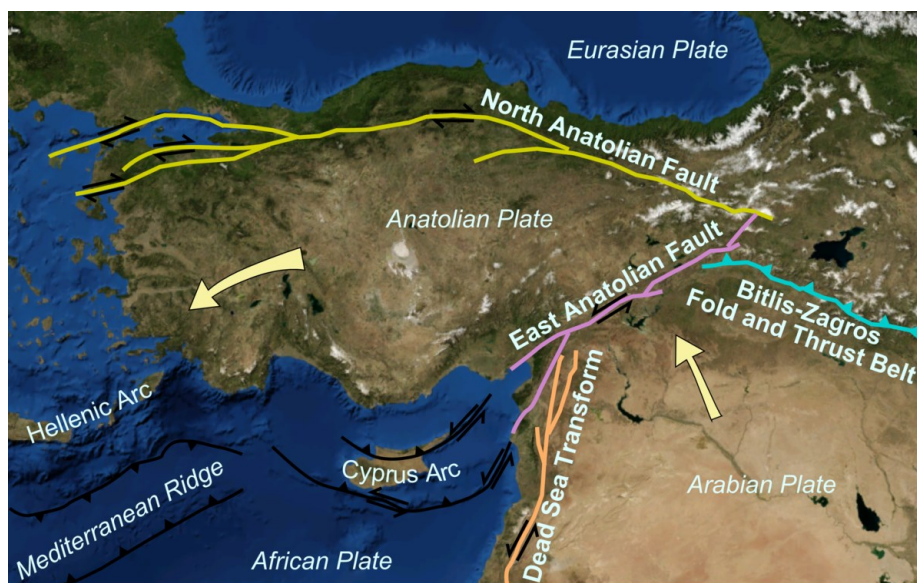 Eurasian Plate
North Anatolian Fault
Anatolian Plate
East Anatolian Fault
Bitlis-Zagros
Fold and Thrust Belt
Hellenic Arc
Cyprus Arc
Dead Sea Transform
Arabian Plate
Mediterranean Ridge
African Plate